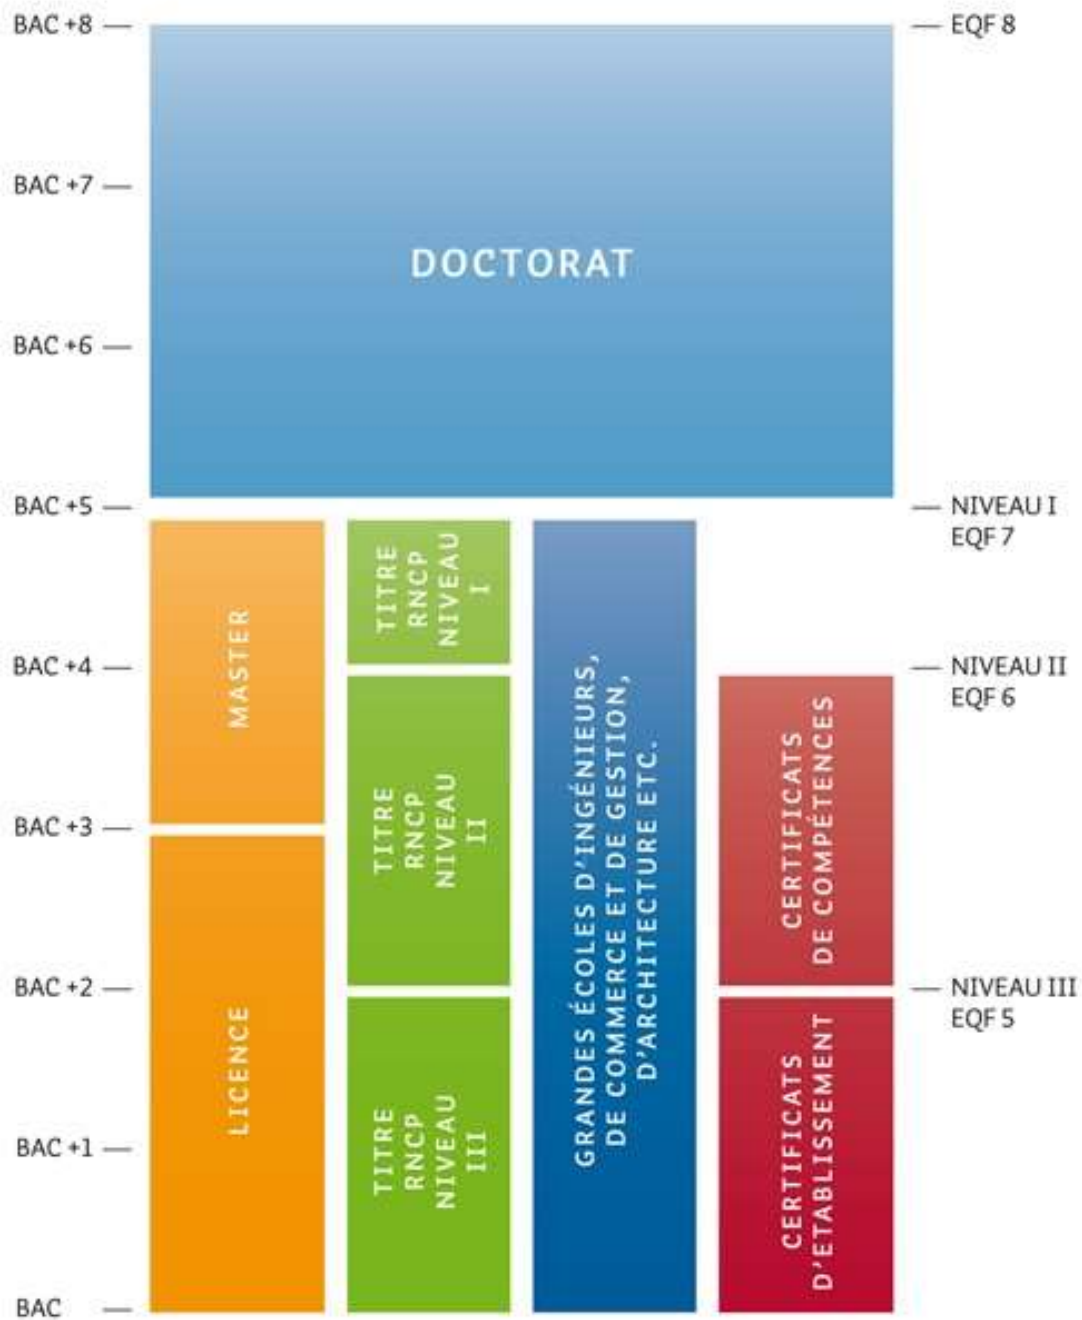 BAC +8
EQF 8
BAC +7
DOCTORAT
BAC +6
BAC +5
NIVEAU I
EQF 7
MASTER
TITRE
RNCP
NIVEAU
I
GRANDES ÉCOLES D'INGÉNIEURS,
DE COMMERCE ET DE GESTION,
D'ARCHITECTURE ETC.
BAC +4
NIVEAU II
EQF 6
TITRE
RNCP
NIVEAU
II
CERTIFICATS
DE COMPÉTENCES
BAC +3
LICENCE
BAC +2
NIVEAU III
EQF 5
TITRE
RNCP
NIVEAU
III
CERTIFICATS
D'ETABLISSEMENT
BAC +1
BAC